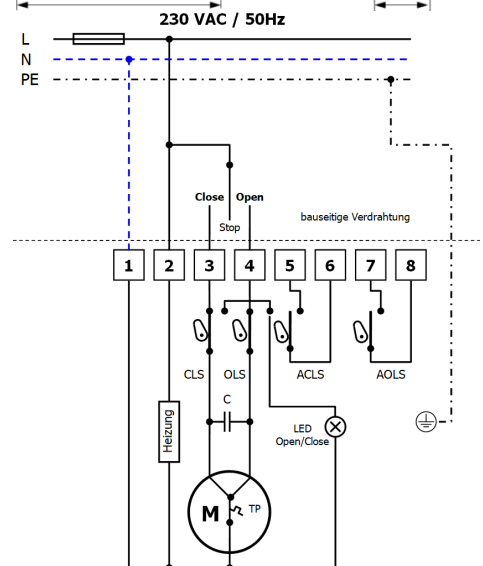 230 VAC / 50Hz
L
N
PE
Close Open
Stop
bauseitige Verdrahtung
1 2 3 4 5 6 7 8
CLS OLS ACLS AOLS
C
Heizung
LED
Open/Close
M TP